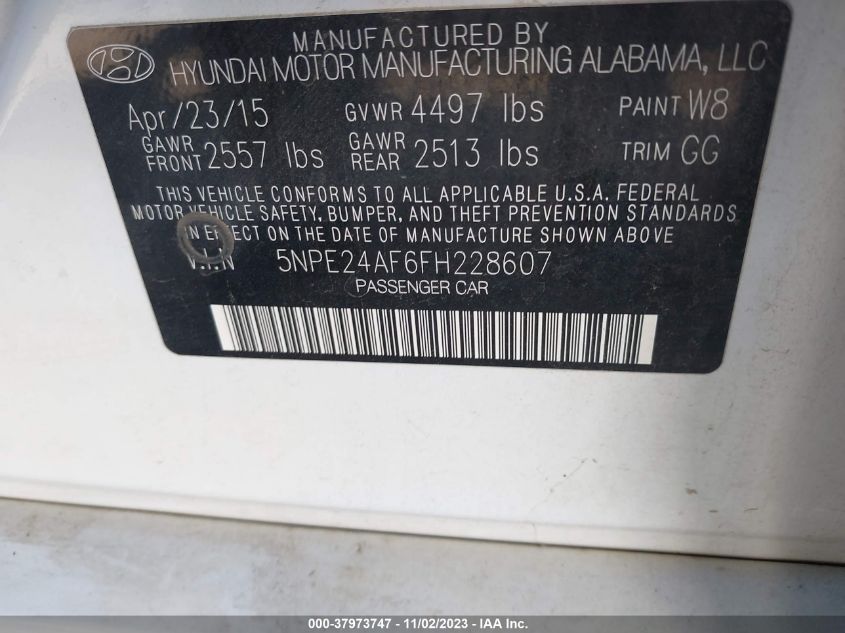 MANUFACTURED BY
HYUNDAI MOTOR MANUFACTURING ALABAMA, LLC
Apr/23/15 GVWR 4497 lbs PAINT W8
GAWR FRONT 2557 lbs GAWR REAR 2513 lbs TRIM GG
THIS VEHICLE CONFORMS TO ALL APPLICABLE U.S.A. FEDERAL
MOTOR VEHICLE SAFETY, BUMPER, AND THEFT PREVENTION STANDARDS
IN EFFECT ON THE DATE OF MANUFACTURE SHOWN ABOVE
V.I.N 5NPE24AF6FH228607
PASSENGER CAR
000-37973747 - 11/02/2023 - IAA Inc.